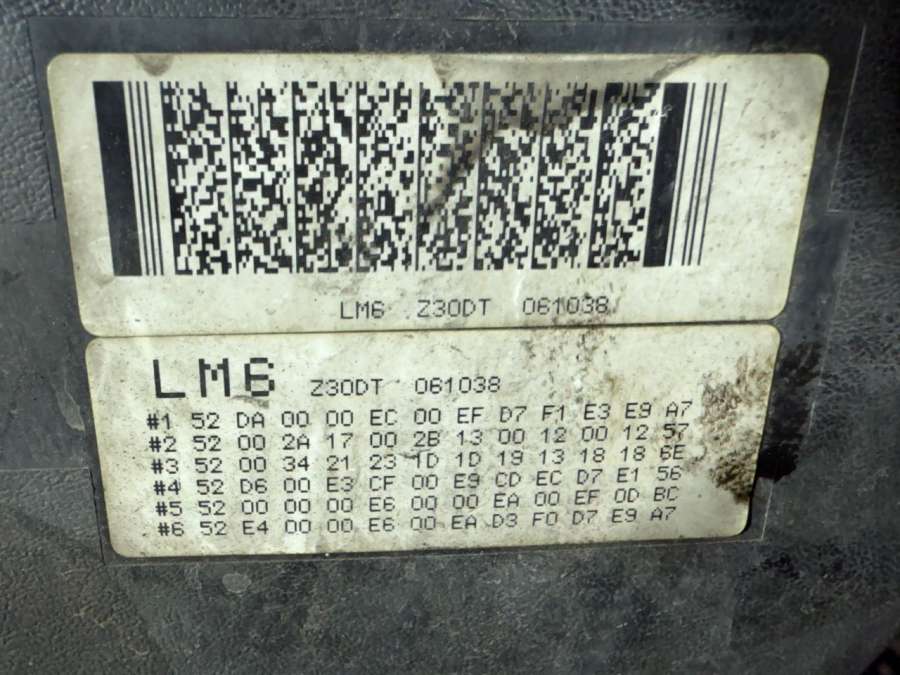 LM6 Z30DT 061038
LM6 Z30DT 061038
#1 52 DA 00 00 EC 00 EF D7 F1 E3 E9 A7
#2 52 00 2A 17 00 2B 13 00 12 00 12 57
#3 52 00 34 21 23 1D 1D 19 13 18 18 6E
#4 52 D6 00 E3 CF 00 E9 CD EC D7 E1 56
#5 52 00 00 00 E6 00 00 EA 00 EF 0D BC
#6 52 E4 00 00 E6 00 EA D3 F0 D7 E9 A7